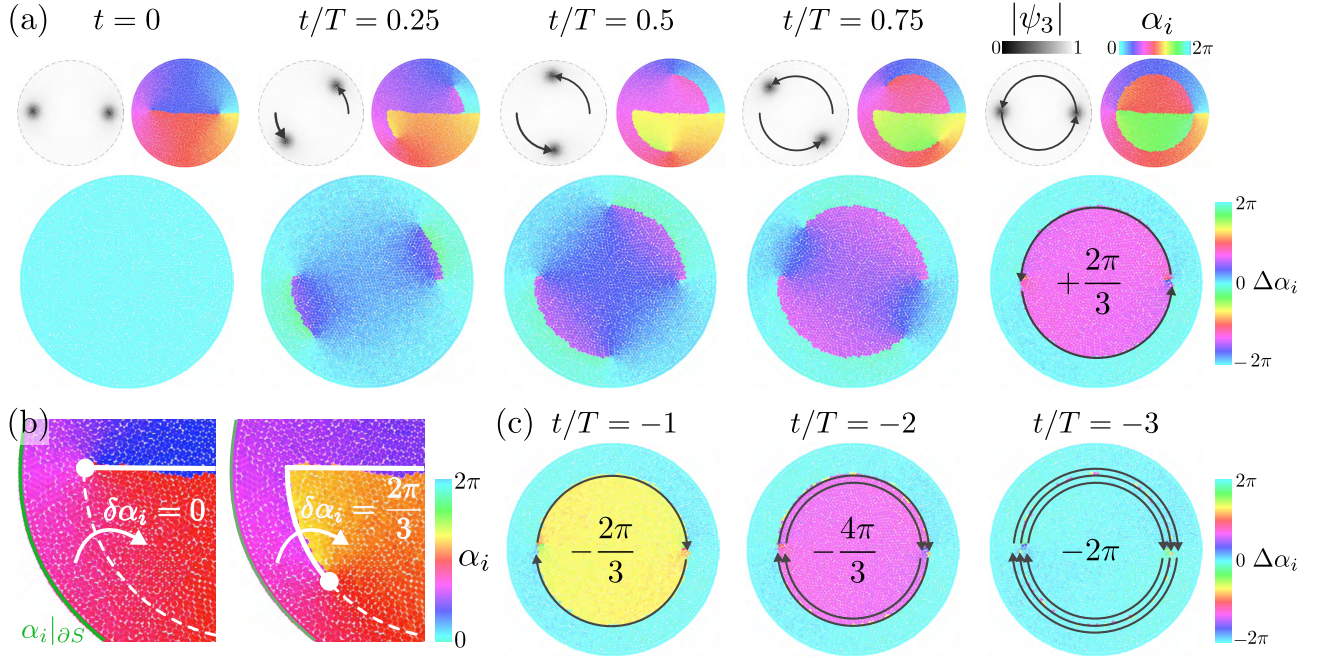 (a) t = 0 t/T = 0.25 t/T = 0.5 t/T = 0.75 |ψ₃| αᵢ
0 1 0 2π
2π
+ 2π/3 0 Δαᵢ
−2π
(b) (c) t/T = −1 t/T = −2 t/T = −3
δαᵢ = 0 δαᵢ = 2π/3 2π αᵢ 0
αᵢ|∂S
− 2π/3 − 4π/3 −2π
2π
0 Δαᵢ
−2π